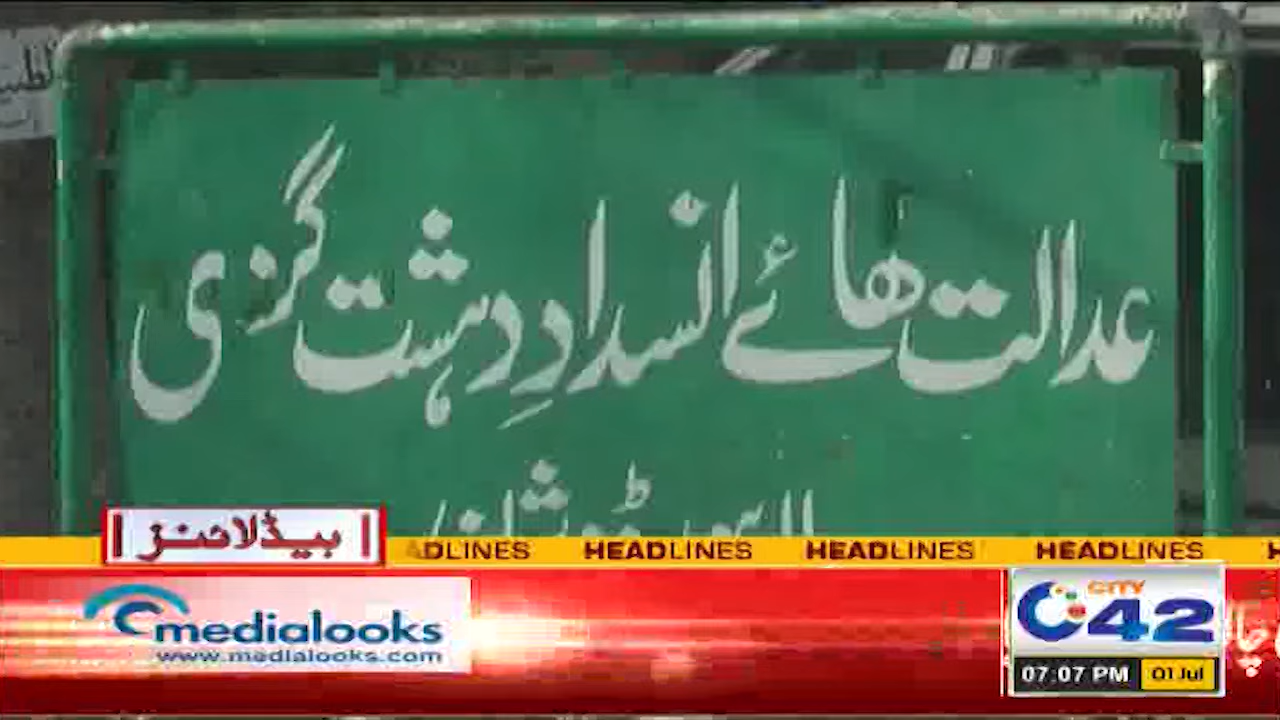 عدالت ھائے انسدادِ دہشت گردی
ہیڈلائنز
HEADLINES HEADLINES HEADLINES
medialooks
www.medialooks.com
CITY
42
07:07 PM 01 Jul